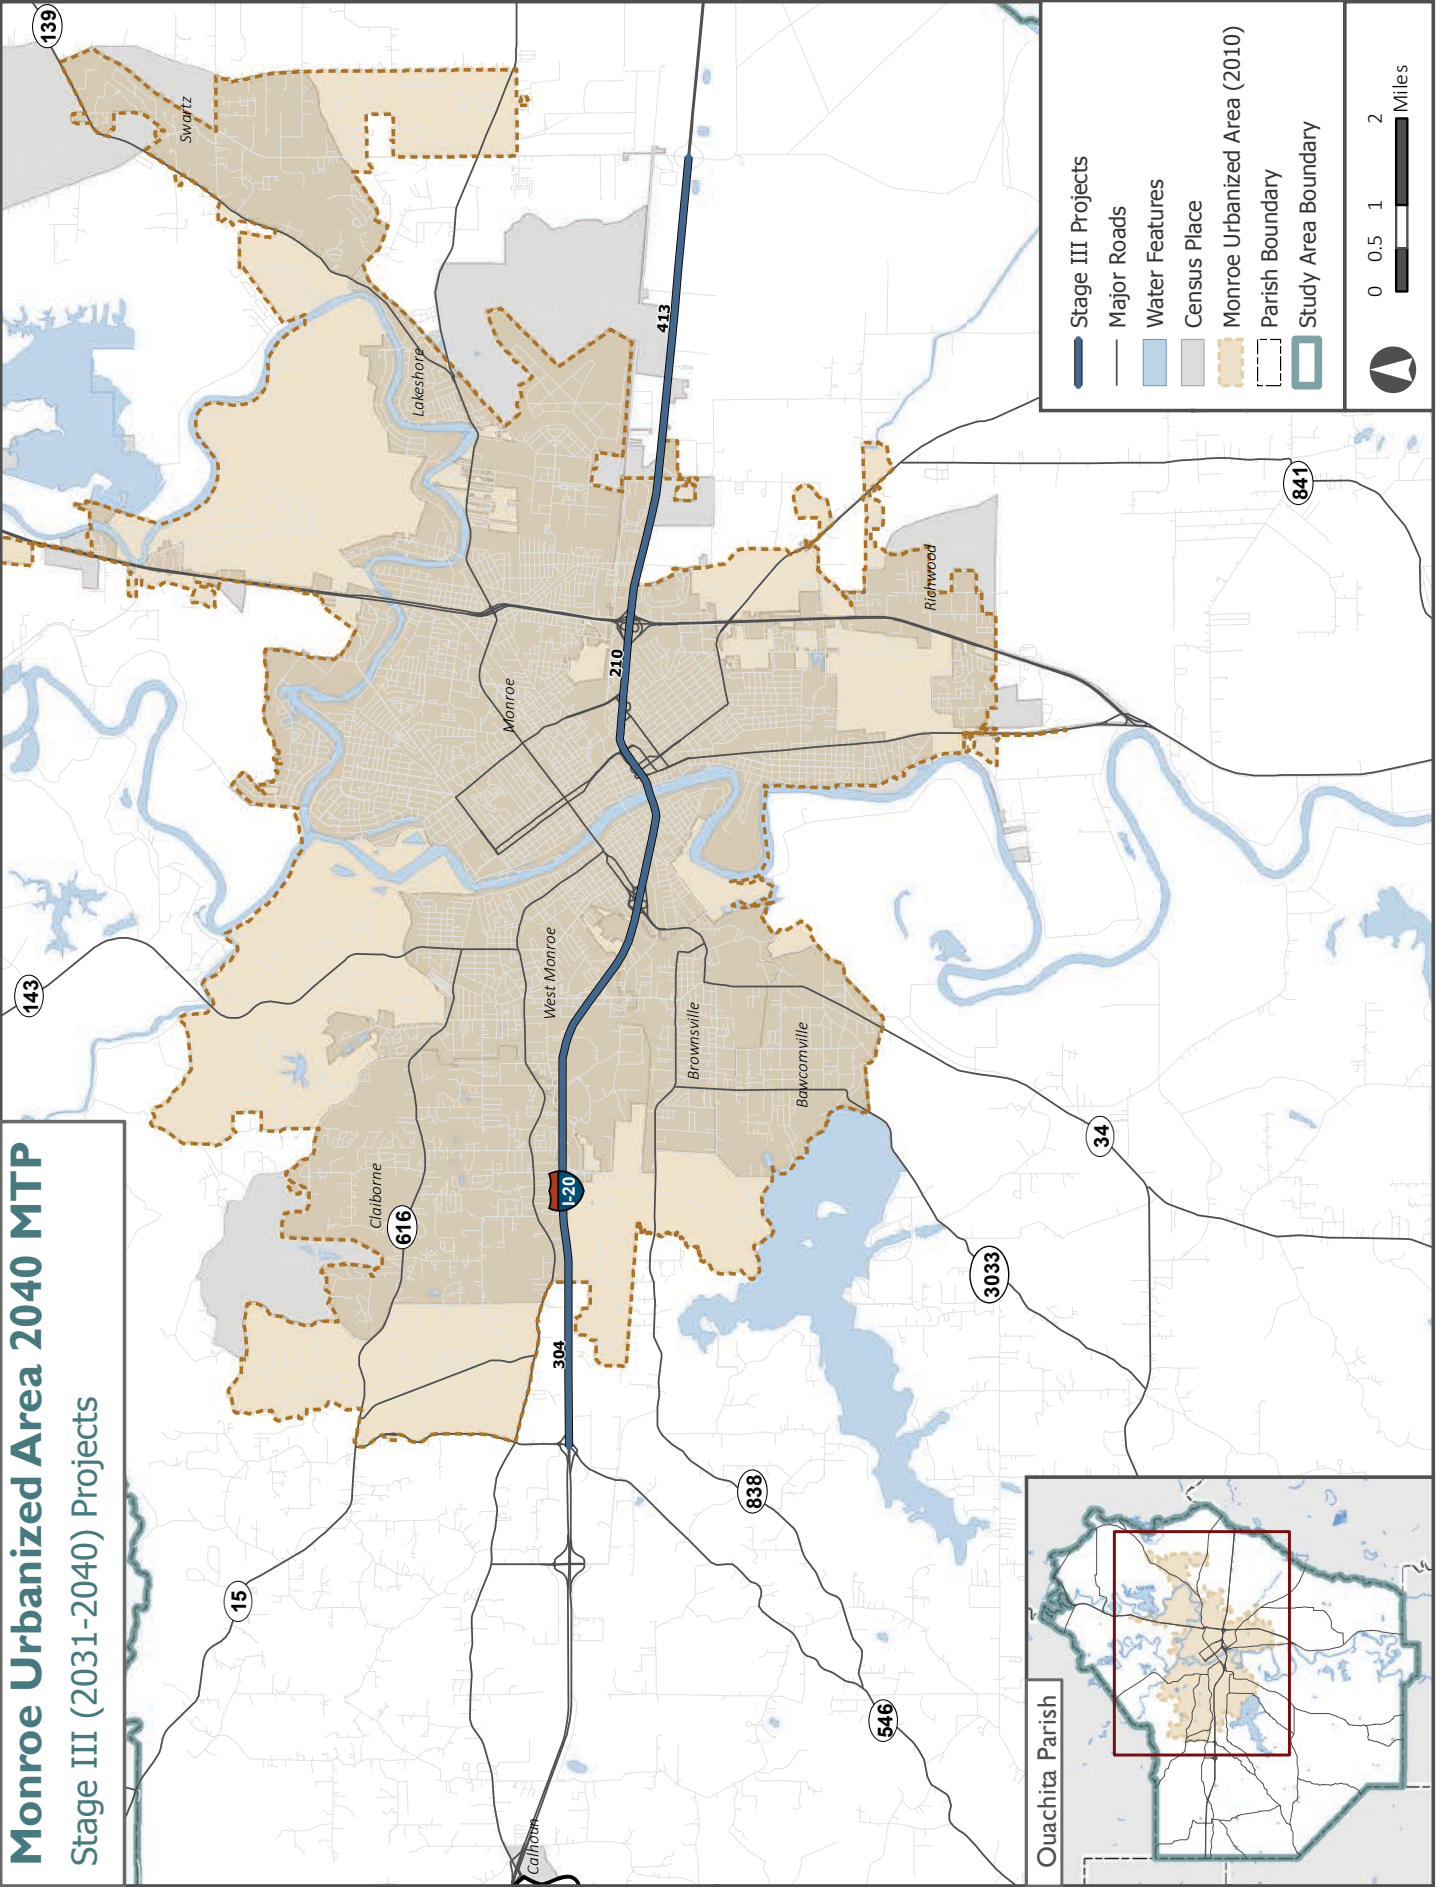 Monroe Urbanized Area 2040 MTP
Stage III (2031-2040) Projects
143
139
Swartz
15
616
Claiborne
Lakeshore
Monroe
West Monroe
Calhoun
304
I-20
210
413
Brownsville
Bawcomville
Richwood
838
546
3033
34
841
Ouachita Parish
Stage III Projects
Major Roads
Water Features
Census Place
Monroe Urbanized Area (2010)
Parish Boundary
Study Area Boundary
0 0.5 1 2
Miles